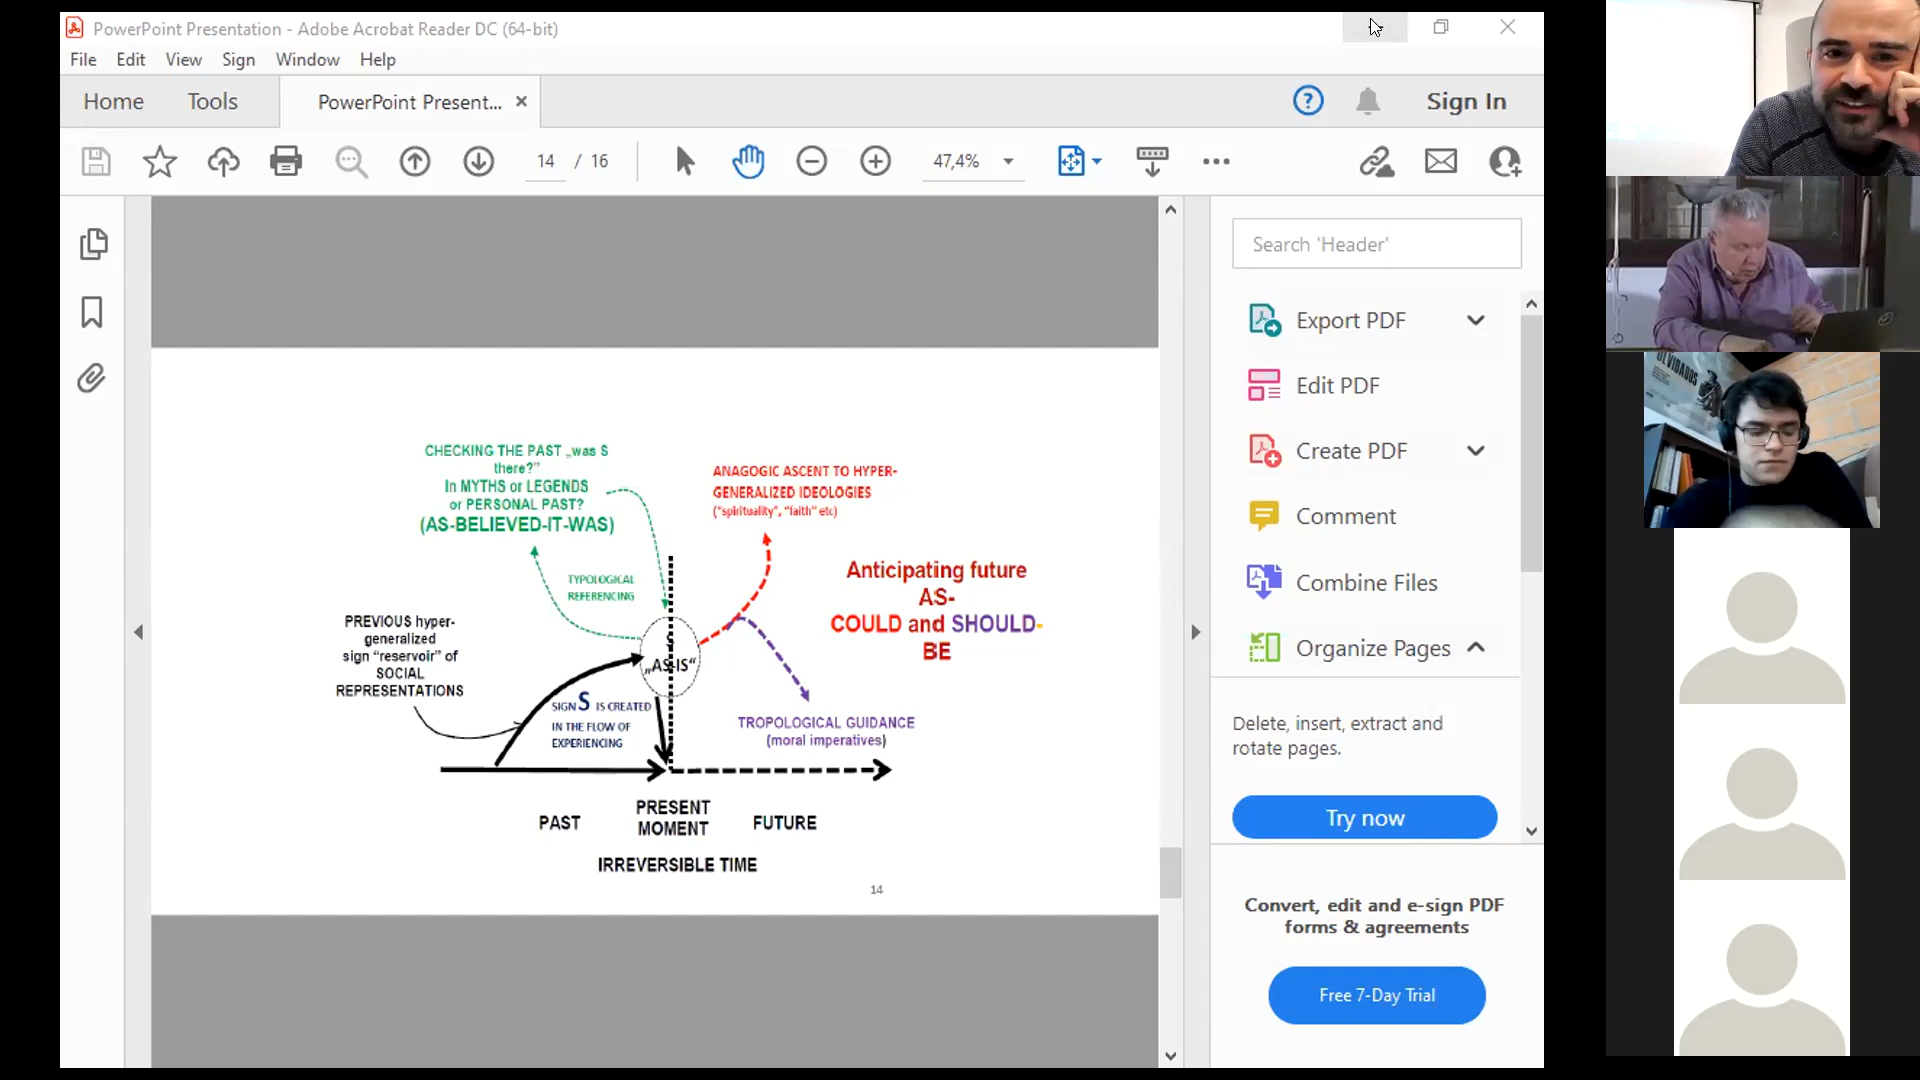 PowerPoint Presentation - Adobe Acrobat Reader DC (64-bit)
File Edit View Sign Window Help
Home Tools PowerPoint Present... Sign In
14 / 16 47,4%
Search 'Header'
Export PDF
Edit PDF
Create PDF
Comment
Combine Files
Organize Pages
Delete, insert, extract and
rotate pages.
Try now
Convert, edit and e-sign PDF
forms & agreements
Free 7-Day Trial
CHECKING THE PAST „was S
there?”
In MYTHS or LEGENDS
or PERSONAL PAST?
(AS-BELIEVED-IT-WAS)
TYPOLOGICAL
REFERENCING
ANAGOGIC ASCENT TO HYPER-
GENERALIZED IDEOLOGIES
(“spirituality”, “faith” etc)
Anticipating future
AS-
COULD and SHOULD-
BE
PREVIOUS hyper-
generalized
sign “reservoir” of
SOCIAL
REPRESENTATIONS
„AS-IS“
SIGN S IS CREATED
IN THE FLOW OF
EXPERIENCING
TROPOLOGICAL GUIDANCE
(moral imperatives)
PAST
PRESENT
MOMENT
FUTURE
IRREVERSIBLE TIME
14
OLVIDADOS